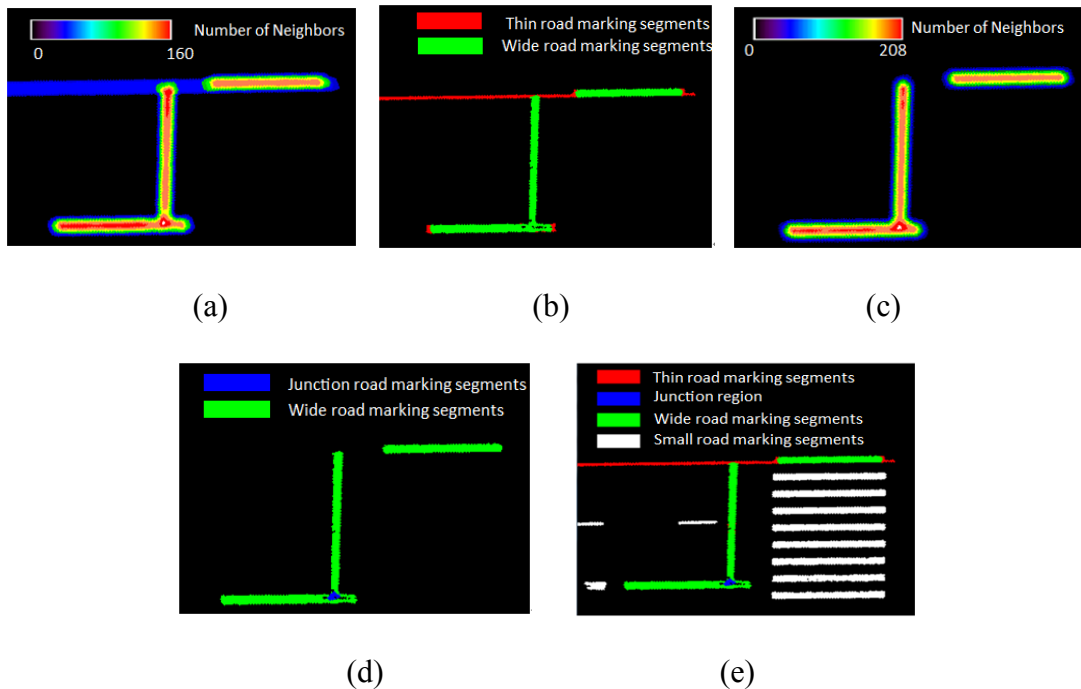 Number of Neighbors
0 160
(a)
Thin road marking segments
Wide road marking segments
(b)
Number of Neighbors
0 208
(c)
Junction road marking segments
Wide road marking segments
(d)
Thin road marking segments
Junction region
Wide road marking segments
Small road marking segments
(e)